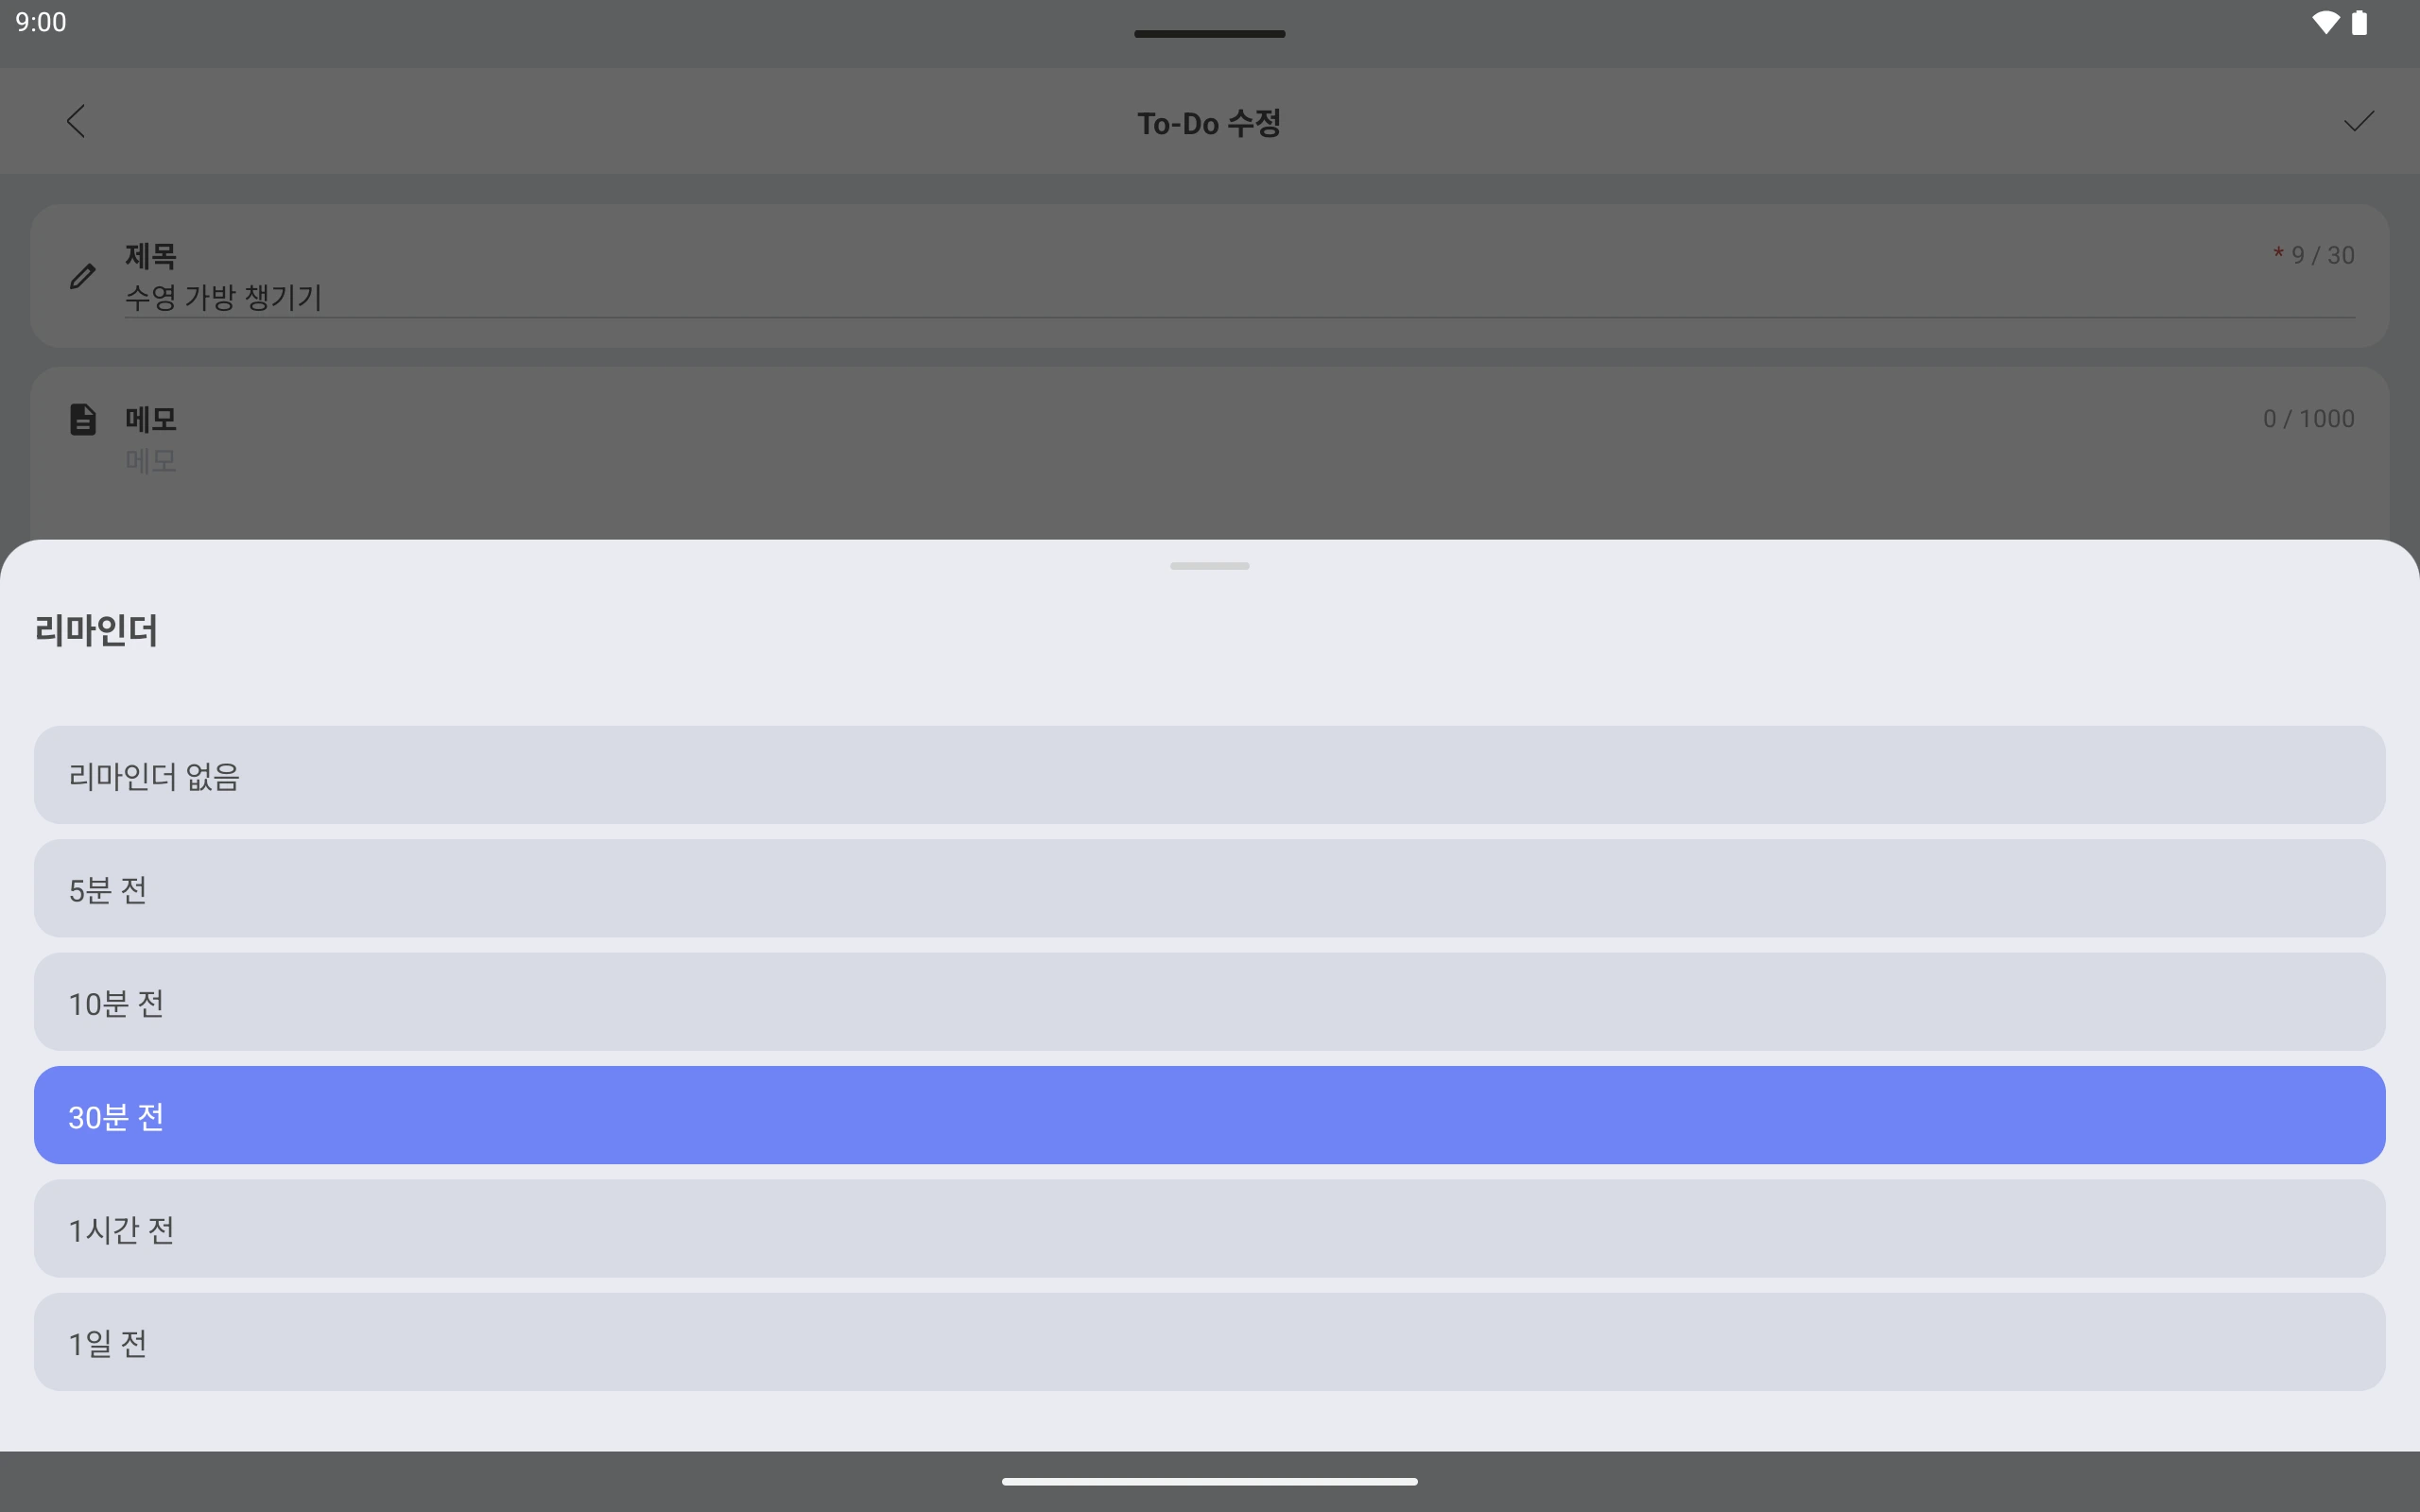 9:00
To-Do 수정
제목
* 9 / 30
수영 가방 챙기기
메모
0 / 1000
메모
리마인더
리마인더 없음
5분 전
10분 전
30분 전
1시간 전
1일 전